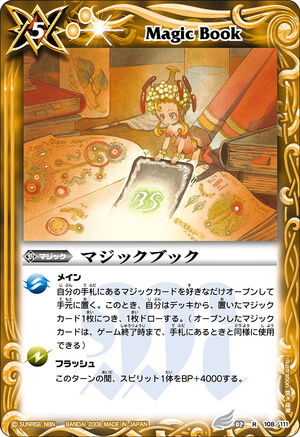 5
Magic Book
BS
マジック マジックブック
メイン
自分の手札にあるマジックカードを好きなだけオープンして
手元に置く。このとき、自分はデッキから、置いたマジック
カード1枚につき、1枚ドローする。(オープンしたマジック
カードは、ゲーム終了時まで、手札にあるときと同様に使用
できる)
フラッシュ
このターンの間、スピリット1体をBP+4000する。
© SUNRISE, NBN BANDAI 2008 MADE IN JAPAN
02 R 108/111